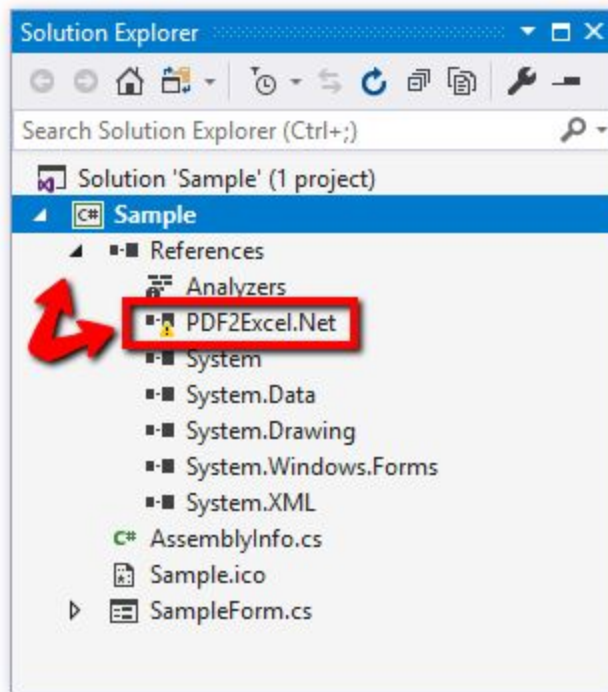 Solution Explorer
Search Solution Explorer (Ctrl+;)
Solution 'Sample' (1 project)
C# Sample
References
Analyzers
PDF2Excel.Net
System
System.Data
System.Drawing
System.Windows.Forms
System.XML
C# AssemblyInfo.cs
Sample.ico
SampleForm.cs